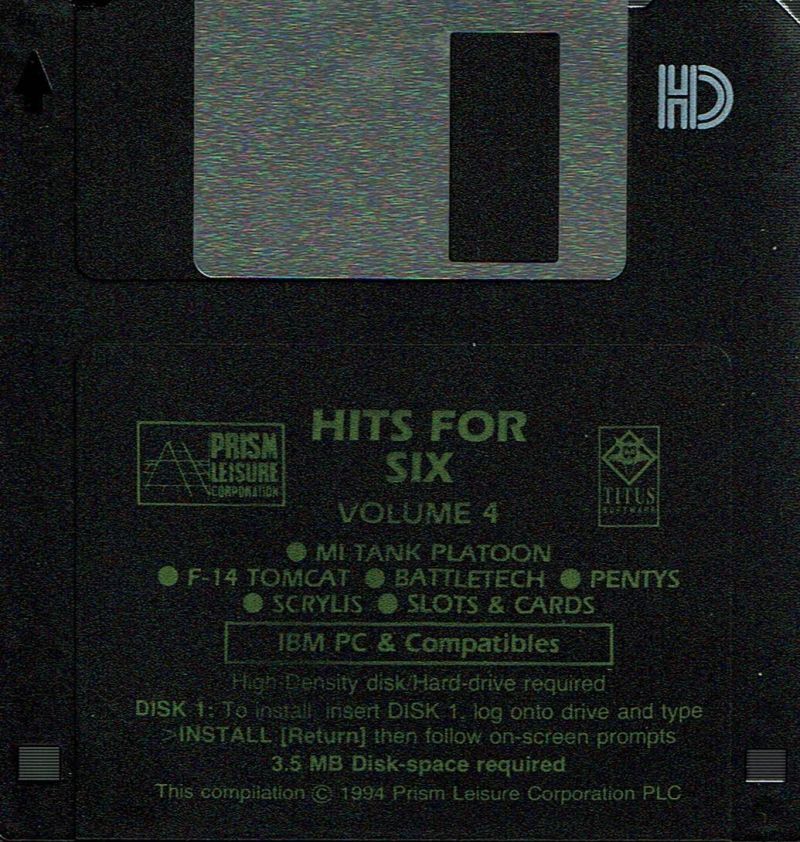 HD
HITS FOR
SIX
VOLUME 4
PRISM
LEISURE
CORPORATION
TITUS
SOFTWARE
● MI TANK PLATOON
● F-14 TOMCAT ● BATTLETECH ● PENTYS
● SCRYLIS ● SLOTS & CARDS
IBM PC & Compatibles
High Density disk/Hard-drive required
DISK 1: To install insert DISK 1, log onto drive and type
>INSTALL [Return] then follow on-screen prompts
3.5 MB Disk-space required
This compilation © 1994 Prism Leisure Corporation PLC